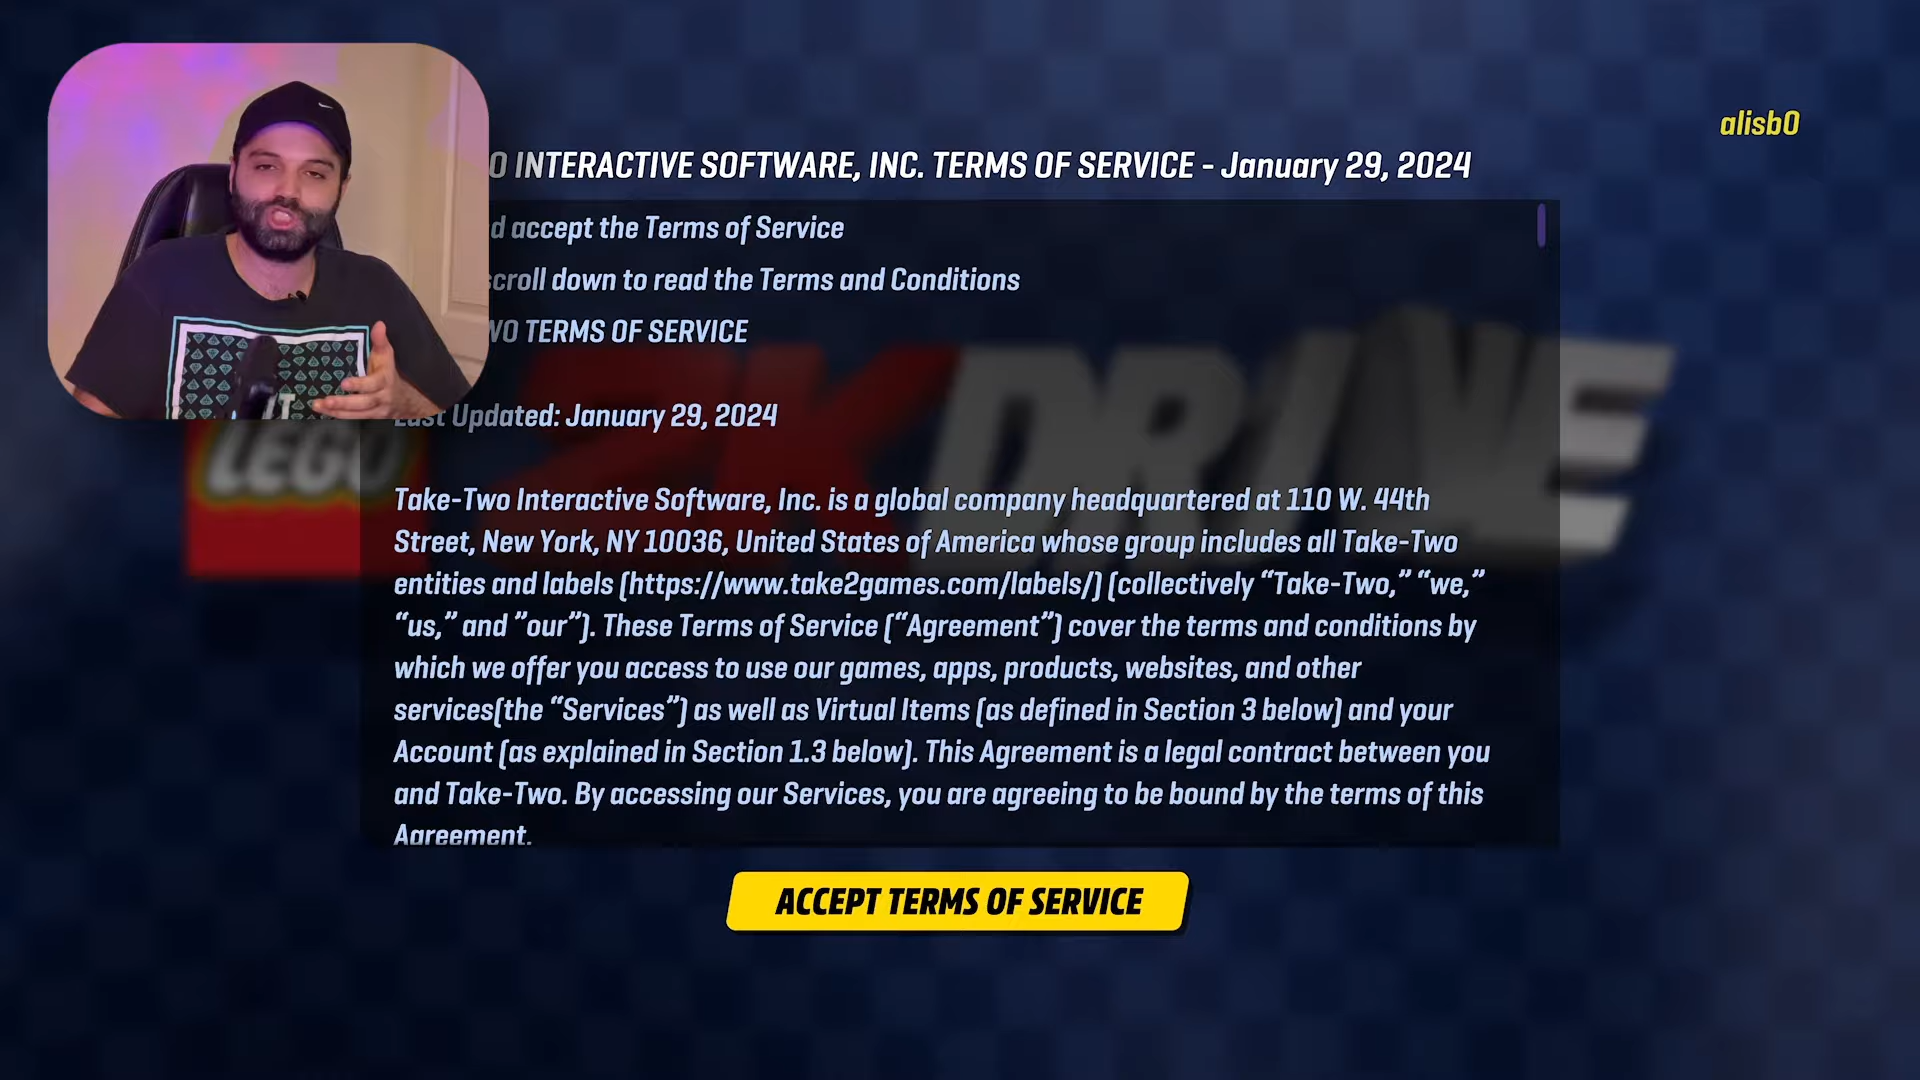 alisb0
O INTERACTIVE SOFTWARE, INC. TERMS OF SERVICE - January 29, 2024
d accept the Terms of Service
scroll down to read the Terms and Conditions
WO TERMS OF SERVICE
Last Updated: January 29, 2024
LEGO 2K DRIVE
Take-Two Interactive Software, Inc. is a global company headquartered at 110 W. 44th
Street, New York, NY 10036, United States of America whose group includes all Take-Two
entities and labels (https://www.take2games.com/labels/) (collectively “Take-Two,” “we,”
“us,” and ”our”). These Terms of Service (“Agreement”) cover the terms and conditions by
which we offer you access to use our games, apps, products, websites, and other
services(the “Services”) as well as Virtual Items (as defined in Section 3 below) and your
Account (as explained in Section 1.3 below). This Agreement is a legal contract between you
and Take-Two. By accessing our Services, you are agreeing to be bound by the terms of this
Agreement.
ACCEPT TERMS OF SERVICE